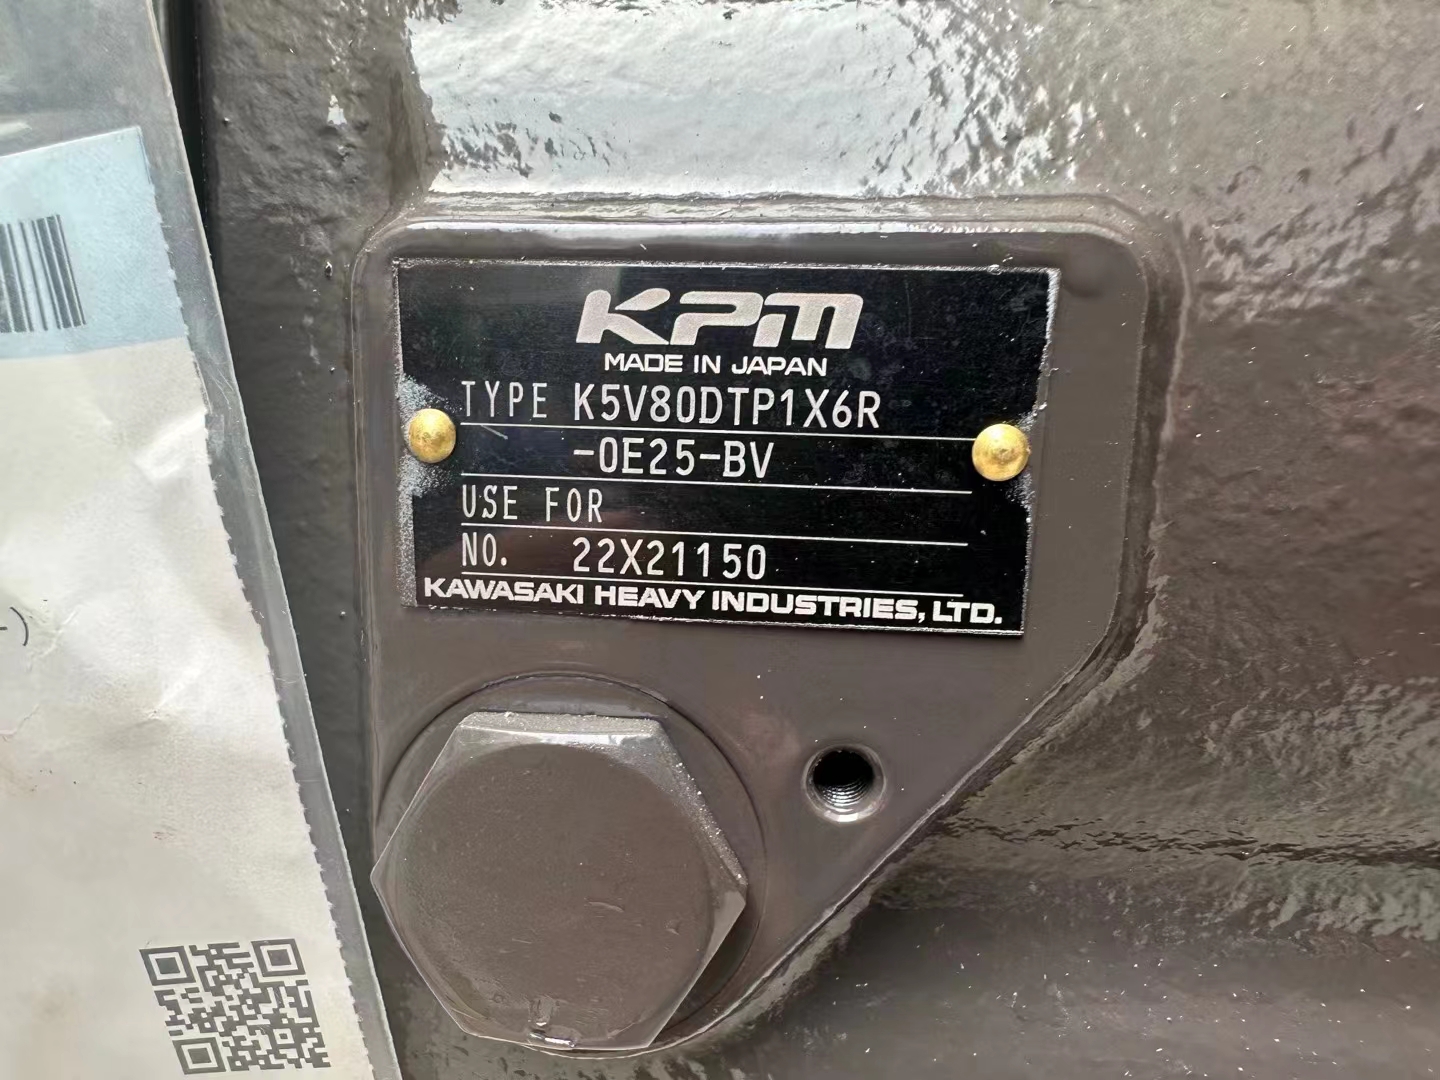 KPM
MADE IN JAPAN
TYPE K5V80DTP1X6R
-0E25-BV
USE FOR
NO. 22X21150
KAWASAKI HEAVY INDUSTRIES, LTD.